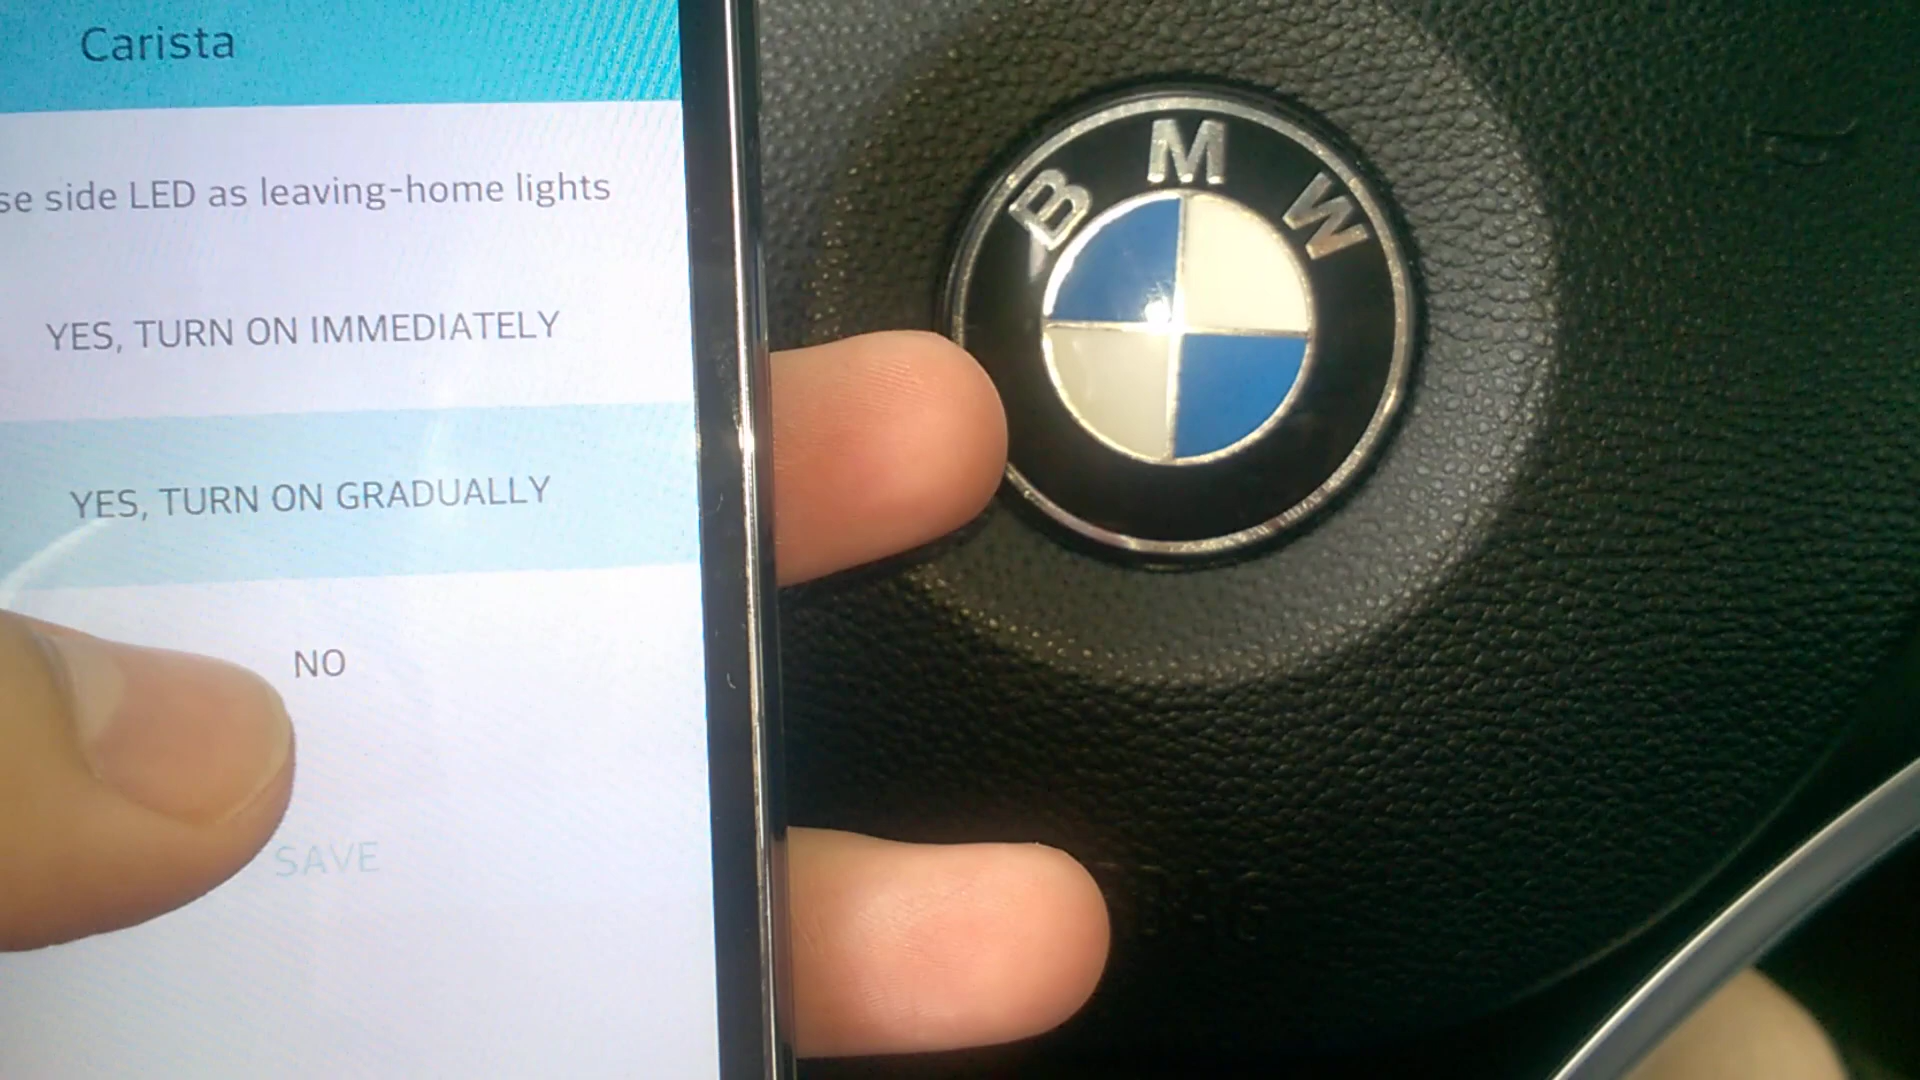 Carista
se side LED as leaving-home lights
YES, TURN ON IMMEDIATELY
YES, TURN ON GRADUALLY
NO
SAVE
BMW